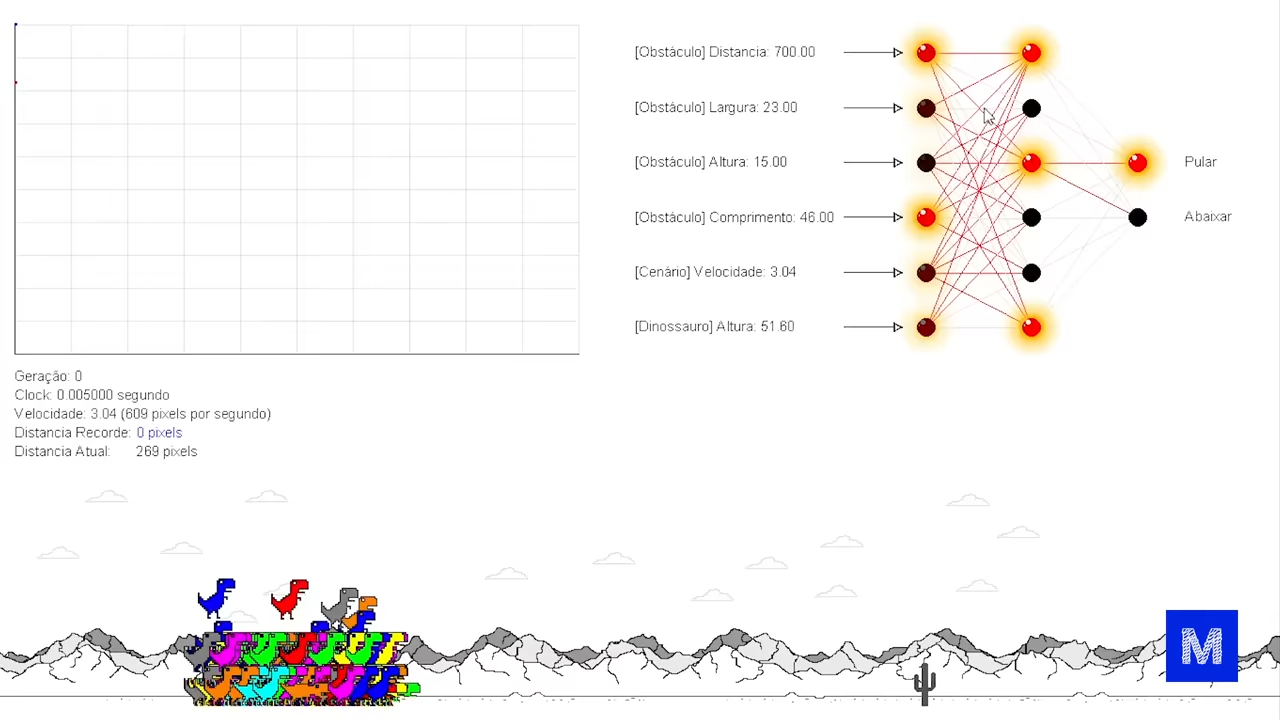 [Obstáculo] Distancia: 700.00
[Obstáculo] Largura: 23.00
[Obstáculo] Altura: 15.00
[Obstáculo] Comprimento: 46.00
[Cenário] Velocidade: 3.04
[Dinossauro] Altura: 51.60
Pular
Abaixar
Geração: 0
Clock: 0.005000 segundo
Velocidade: 3.04 (609 pixels por segundo)
Distancia Recorde: 0 pixels
Distancia Atual: 269 pixels
M